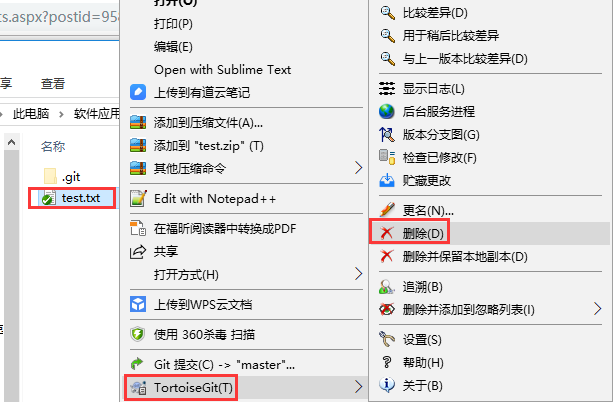 ts.aspx?postid=958
享
查看
此电脑
软件应用
名称
.git
test.txt
打开(O)
打印(P)
编辑(E)
Open with Sublime Text
上传到有道云笔记
添加到压缩文件(A)...
添加到 "test.zip" (T)
其他压缩命令
Edit with Notepad++
在福昕阅读器中转换成PDF
共享
打开方式(H)
上传到WPS云文档
使用 360杀毒 扫描
Git 提交(C) -> "master"...
TortoiseGit(T)
比较差异(D)
用于稍后比较差异
与上一版本比较差异(D)
显示日志(L)
后台服务进程
版本分支图(G)
检查已修改(F)
贮藏更改
更名(N)...
删除(D)
删除并保留本地副本(D)
追溯(B)
删除并添加到忽略列表(I)
设置(S)
帮助(H)
关于(B)